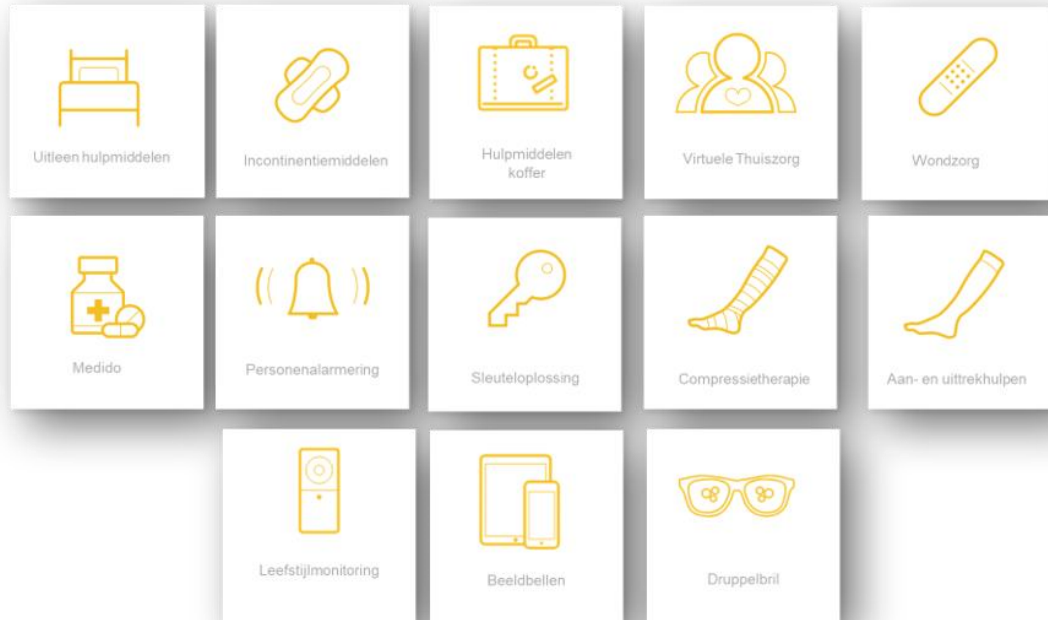 Uitleen hulpmiddelen
Incontinentiemiddelen
Hulpmiddelen
koffer
Virtuele Thuiszorg
Wondzorg
Medido
Personenalarmering
Sleuteloplossing
Compressietherapie
Aan- en uittrekhulpen
Leefstijlmonitoring
Beeldbellen
Druppelbril